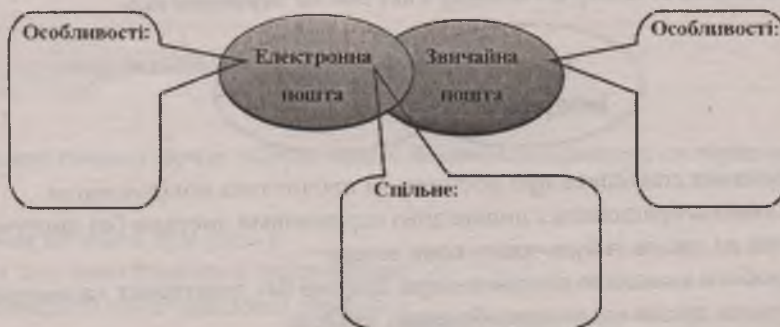 Особливості:
Електронна
пошта
Звичайна
пошта
Особливості:
Спільне: